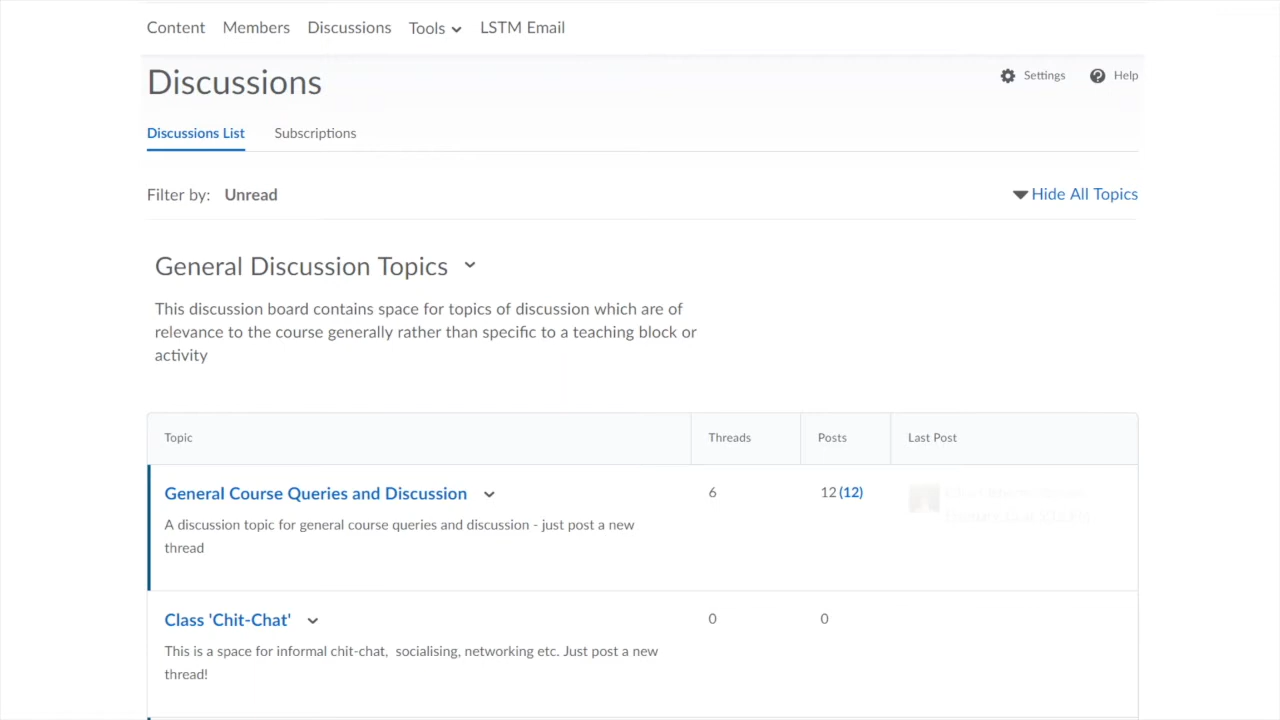 Content Members Discussions Tools LSTM Email
Discussions
Settings Help
Discussions List Subscriptions
Filter by: Unread
Hide All Topics
General Discussion Topics
This discussion board contains space for topics of discussion which are of
relevance to the course generally rather than specific to a teaching block or
activity
Topic Threads Posts Last Post
General Course Queries and Discussion 6 12 (12)
A discussion topic for general course queries and discussion - just post a new
thread
Class 'Chit-Chat' 0 0
This is a space for informal chit-chat, socialising, networking etc. Just post a new
thread!